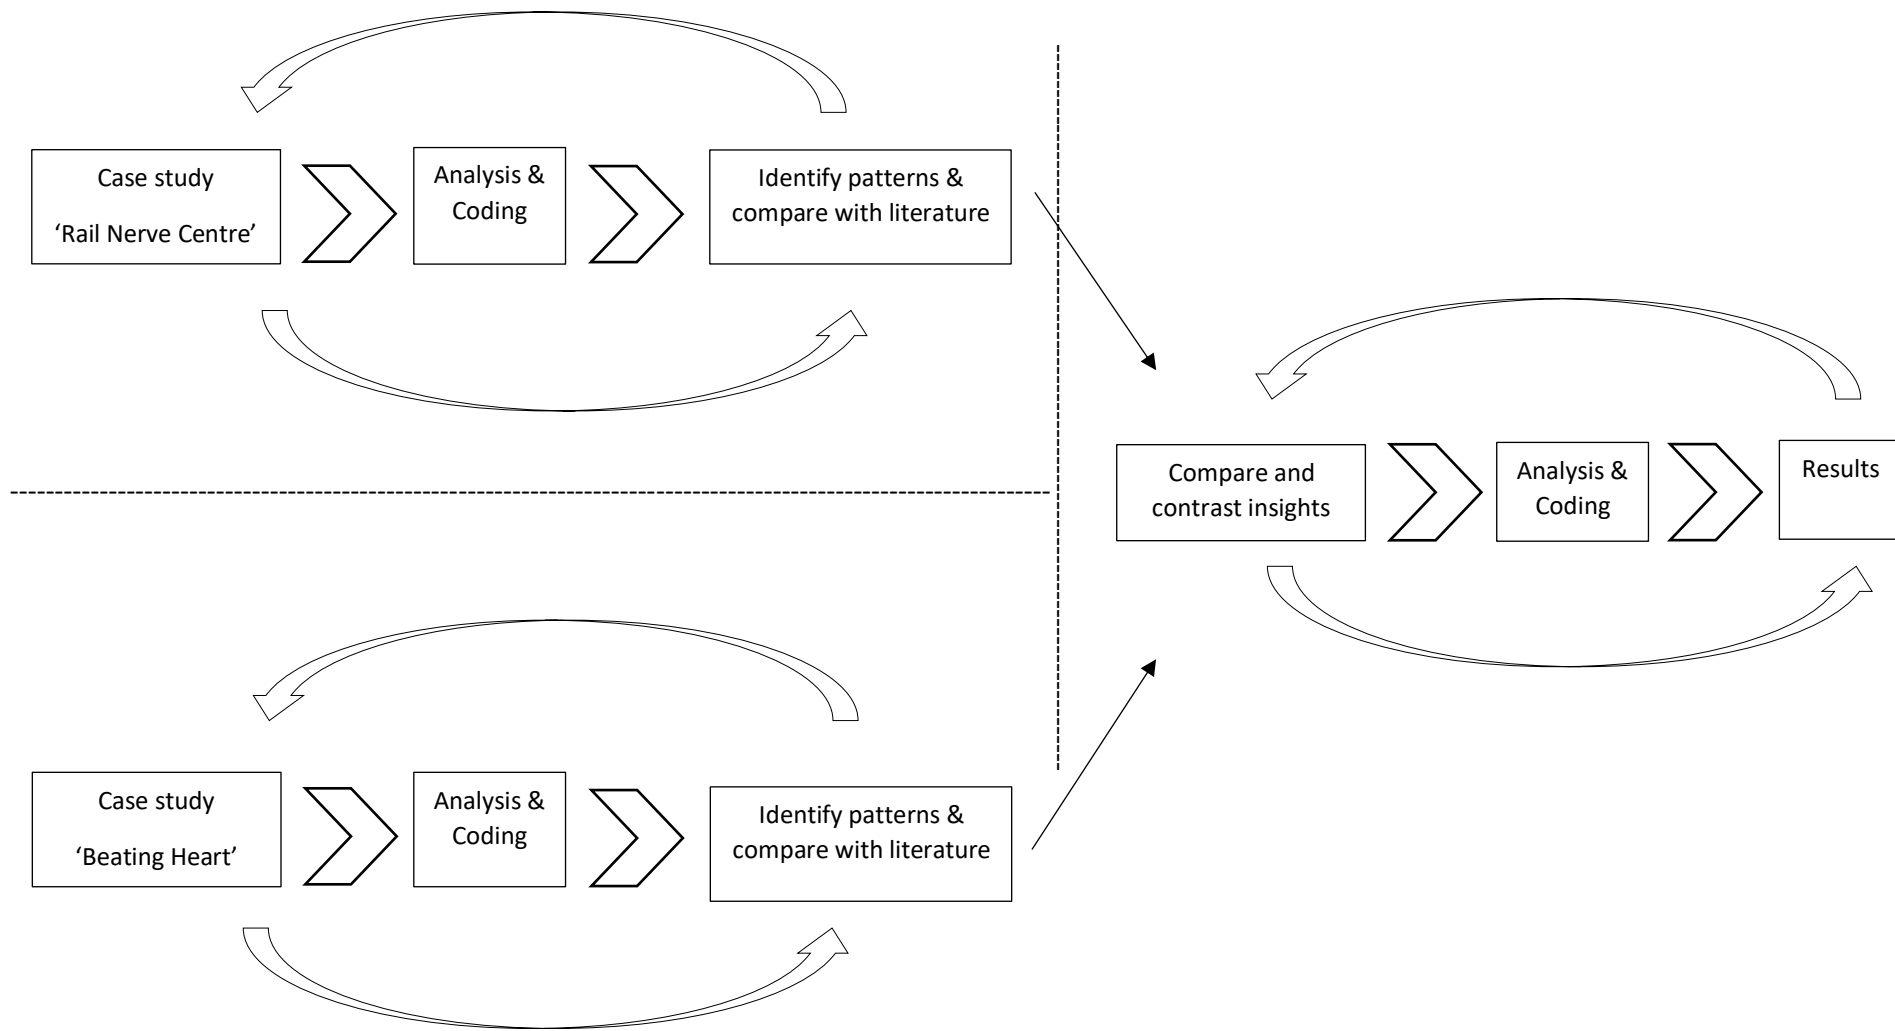 Case study
‘Rail Nerve Centre’
Analysis &
Coding
Identify patterns &
compare with literature
Case study
‘Beating Heart’
Analysis &
Coding
Identify patterns &
compare with literature
Compare and
contrast insights
Analysis &
Coding
Results